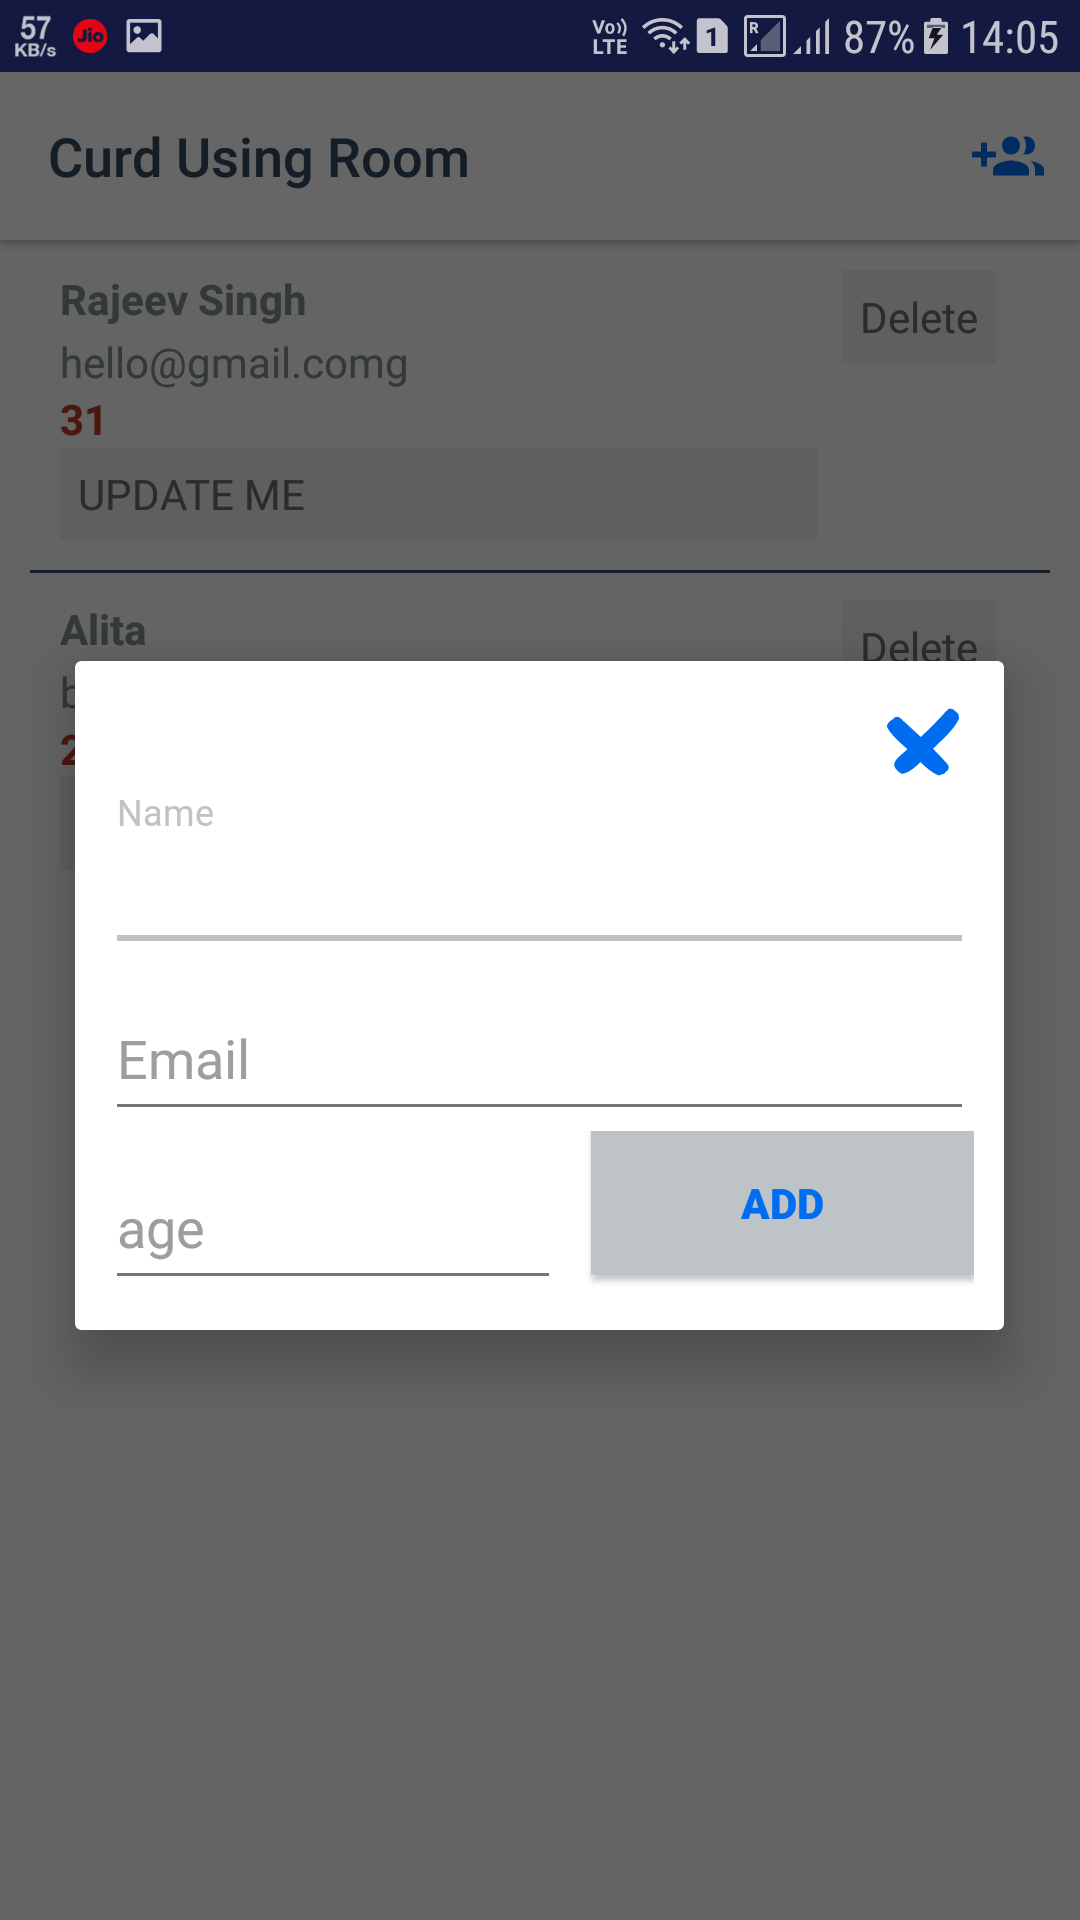 57 KB/s Jio Vo)) LTE 1 R 87% 14:05
Curd Using Room
Rajeev Singh
Delete
hello@gmail.comg
31
UPDATE ME
Alita
Delete
b
2
Name
Email
age
ADD